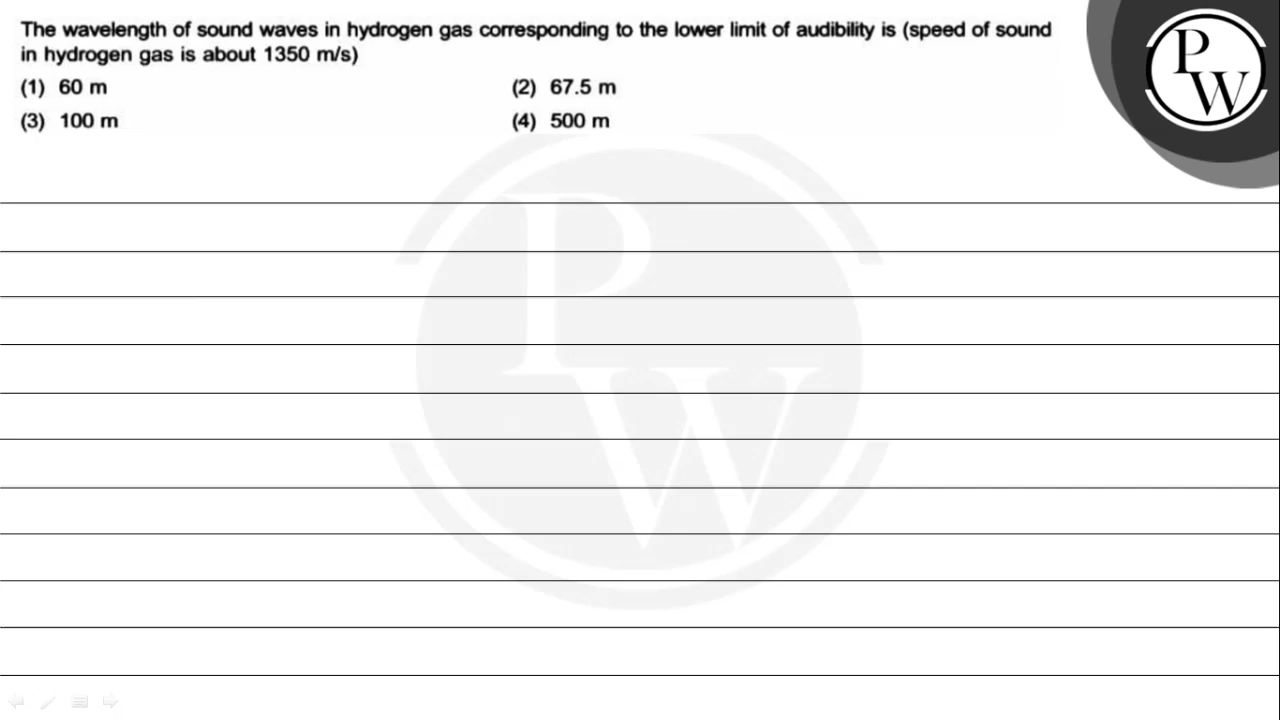 The wavelength of sound waves in hydrogen gas corresponding to the lower limit of audibility is (speed of sound
in hydrogen gas is about 1350 m/s)
(1) 60 m (2) 67.5 m
(3) 100 m (4) 500 m
P
W
P
W